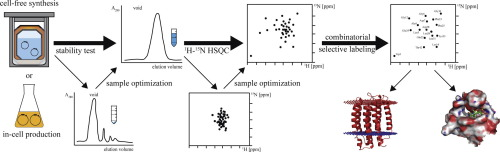 cell-free synthesis
or
in-cell production
stability test
sample optimization
A280
void
elution volume
A280
void
elution volume
¹H-¹⁵N HSQC
sample optimization
¹⁵N [ppm]
¹H [ppm]
¹⁵N [ppm]
¹H [ppm]
combinatorial
selective labeling
¹⁵N [ppm]
¹H [ppm]